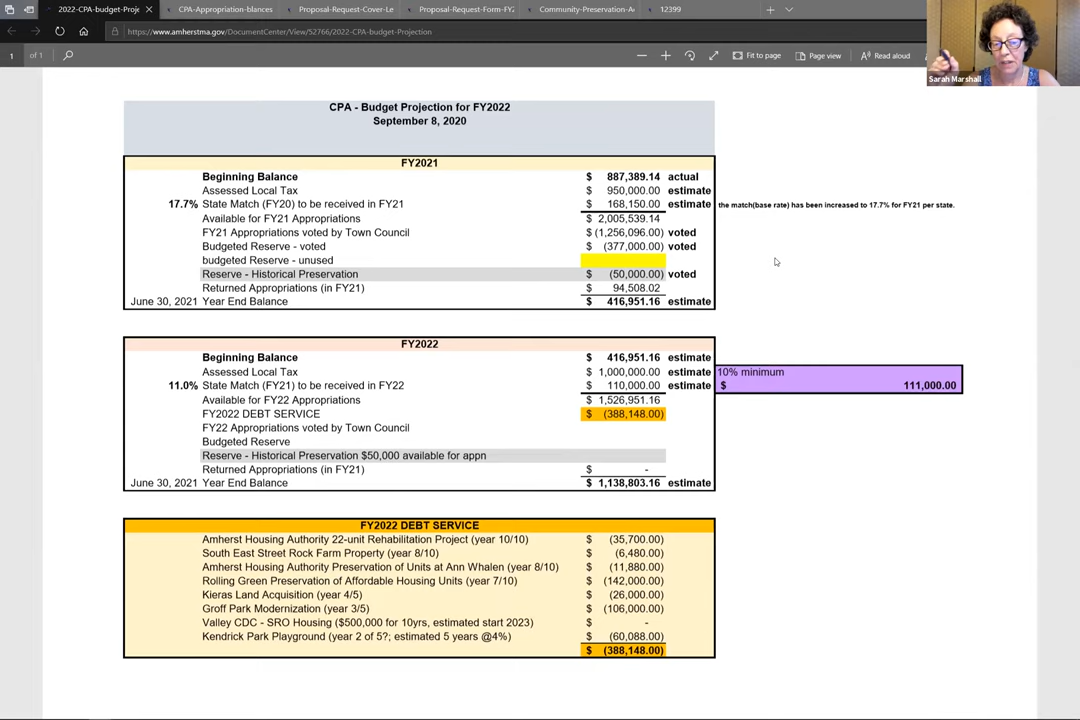 2022-CPA-budget-Proje
CPA-Appropriation-blances
Proposal-Request-Cover-Le
Proposal-Request-Form-FY2
Community-Preservation-A
12399
https://www.amherstma.gov/DocumentCenter/View/52766/2022-CPA-budget-Projection
1 of 1
Fit to page
Page view
Read aloud
Sarah Marshall
CPA - Budget Projection for FY2022
September 8, 2020
FY2021
Beginning Balance $ 887,389.14 actual
Assessed Local Tax $ 950,000.00 estimate
17.7% State Match (FY20) to be received in FY21 $ 168,150.00 estimate the match(base rate) has been increased to 17.7% for FY21 per state.
Available for FY21 Appropriations $ 2,005,539.14
FY21 Appropriations voted by Town Council $ (1,256,096.00) voted
Budgeted Reserve - voted $ (377,000.00) voted
budgeted Reserve - unused
Reserve - Historical Preservation $ (50,000.00) voted
Returned Appropriations (in FY21) $ 94,508.02
June 30, 2021 Year End Balance $ 416,951.16 estimate
FY2022
Beginning Balance $ 416,951.16 estimate
Assessed Local Tax $ 1,000,000.00 estimate 10% minimum
11.0% State Match (FY21) to be received in FY22 $ 110,000.00 estimate $ 111,000.00
Available for FY22 Appropriations $ 1,526,951.16
FY2022 DEBT SERVICE $ (388,148.00)
FY22 Appropriations voted by Town Council
Budgeted Reserve
Reserve - Historical Preservation $50,000 available for appn
Returned Appropriations (in FY21) $ -
June 30, 2021 Year End Balance $ 1,138,803.16 estimate
FY2022 DEBT SERVICE
Amherst Housing Authority 22-unit Rehabilitation Project (year 10/10) $ (35,700.00)
South East Street Rock Farm Property (year 8/10) $ (6,480.00)
Amherst Housing Authority Preservation of Units at Ann Whalen (year 8/10) $ (11,880.00)
Rolling Green Preservation of Affordable Housing Units (year 7/10) $ (142,000.00)
Kieras Land Acquisition (year 4/5) $ (26,000.00)
Groff Park Modernization (year 3/5) $ (106,000.00)
Valley CDC - SRO Housing ($500,000 for 10yrs, estimated start 2023) $ -
Kendrick Park Playground (year 2 of 5?; estimated 5 years @4%) $ (60,088.00)
$ (388,148.00)